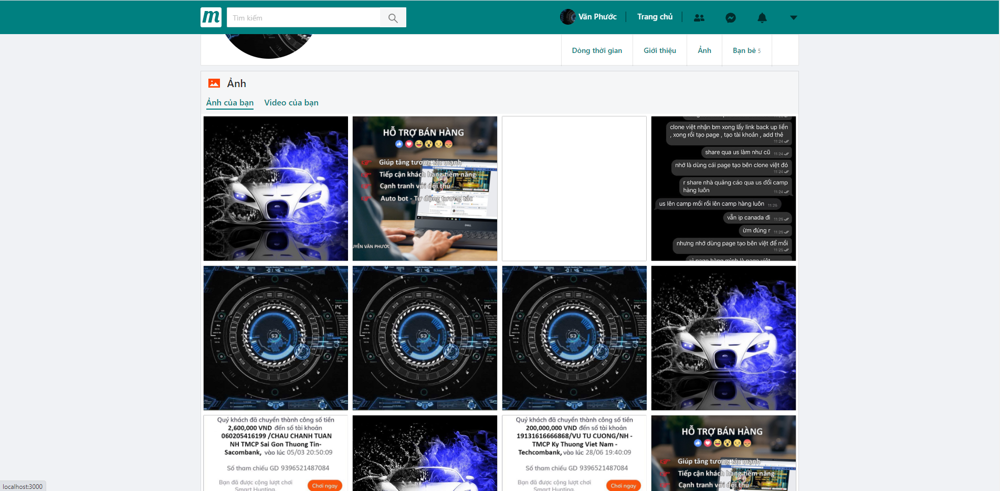 m
Tìm kiếm
Văn Phước
Trang chủ
Dòng thời gian
Giới thiệu
Ảnh
Bạn bè 5
Ảnh
Ảnh của bạn
Video của bạn
HỖ TRỢ BÁN HÀNG
Giúp tăng tương tác mạnh
Tiếp cận khách hàng tiềm năng
Cạnh tranh với đối thủ
Auto bot - Tự động tương tác
DELL
UYỄN VĂN PHƯỚC
clone việt nhận bm xong lấy link back up liền
, xong rồi tạo page , tạo tài khoản , add thẻ
11:24
share qua us làm như cũ 11:24
nhớ là dùng cái page tạo bên clone việt đó
11:24
r share nhà quảng cáo qua us đổi camp
hàng luôn
11:24
us lên camp mồi rồi lên camp hàng luôn 11:25
vẫn ip canada đi 11:25
ừm đúng r 11:25
nhưng nhớ dùng page tạo bên việt để mồi
11:25
vì page hàng mình là page việt
01:46
I°C
Fog
53
01:46
I°C
Fog
53
01:46
I°C
Fog
53
Quý khách đã chuyển thành công số tiền
2,600,000 VND đến số tài khoản
060205416199 /CHAU CHANH TUAN
NH TMCP Sai Gon Thuong Tin-
Sacombank, vào lúc 05/03 20:50:09
Số tham chiếu GD 9396521487084
Bạn đã được cộng lượt chơi
Smart Hunting.
Chơi ngay
Quý khách đã chuyển thành công số tiền
200,000,000 VND đến số tài khoản
19131616666868/VU TU CUONG/NH -
TMCP Ky Thuong Viet Nam -
Techcombank, vào lúc 28/06 19:40:09
Số tham chiếu GD 9396521487084
Bạn đã được cộng lượt chơi
Smart Hunting.
Chơi ngay
HỖ TRỢ BÁN HÀNG
Giúp tăng tương tác mạnh
Tiếp cận khách hàng tiềm năng
Cạnh tranh với đối thủ
localhost:3000